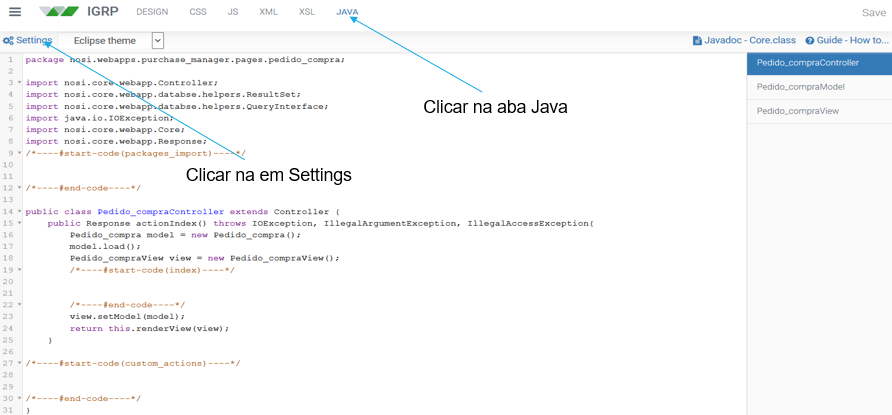 IGRP DESIGN CSS JS XML XSL JAVA Save
Settings Eclipse theme Javadoc - Core.class Guide - How to...
1 package nosi.webapps.purchase_manager.pages.pedido_compra;
2
3 import nosi.core.webapp.Controller;
4 import nosi.core.webapp.databse.helpers.ResultSet;
5 import nosi.core.webapp.databse.helpers.QueryInterface;
6 import java.io.IOException;
7 import nosi.core.webapp.Core;
8 import nosi.core.webapp.Response;
9 /*----#start-code(packages_import)----*/
10
11
12 /*----#end-code----*/
13
14 public class Pedido_compraController extends Controller {
15 public Response actionIndex() throws IOException, IllegalArgumentException, IllegalAccessException{
16 Pedido_compra model = new Pedido_compra();
17 model.load();
18 Pedido_compraView view = new Pedido_compraView();
19 /*----#start-code(index)----*/
20
21
22 /*----#end-code----*/
23 view.setModel(model);
24 return this.renderView(view);
25 }
26
27 /*----#start-code(custom_actions)----*/
28
29
30 /*----#end-code----*/
31 }
Clicar na aba Java
Clicar na em Settings
Pedido_compraController
Pedido_compraModel
Pedido_compraView